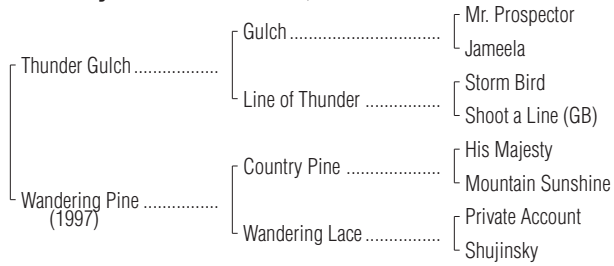 Mr. Prospector
Gulch........................................
Jameela
Thunder Gulch..................
Storm Bird
Line of Thunder ................
Shoot a Line (GB)
His Majesty
Country Pine ....................
Mountain Sunshine
Wandering Pine ................
(1997)
Private Account
Wandering Lace................
Shujinsky